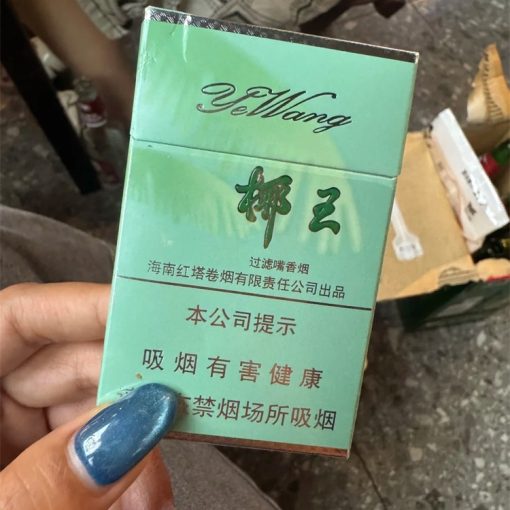 YeWang
椰王
过滤嘴香烟
海南红塔卷烟有限责任公司出品
本公司提示
吸烟有害健康
禁烟场所吸烟